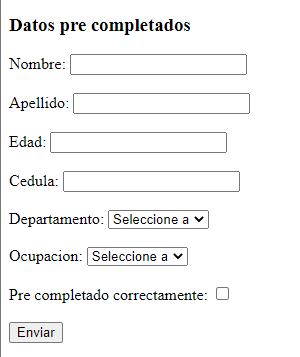 Datos pre completados
Nombre:
Apellido:
Edad:
Cedula:
Departamento: Seleccione a
Ocupacion: Seleccione a
Pre completado correctamente:
Enviar